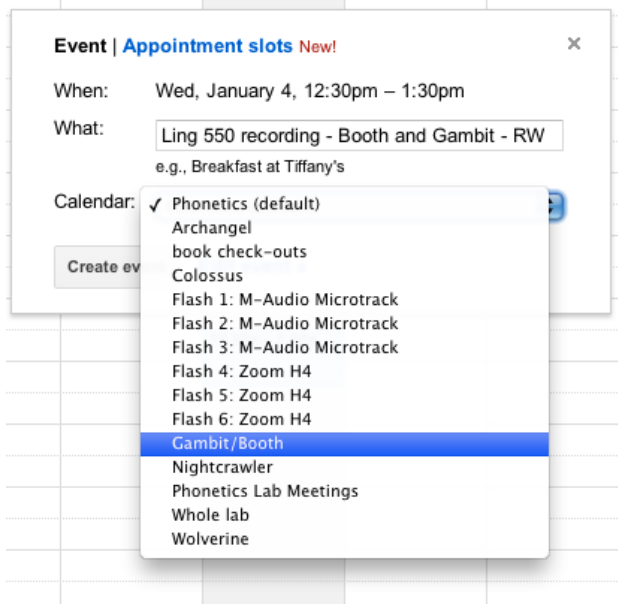 Event | Appointment slots New!
When: Wed, January 4, 12:30pm – 1:30pm
What: Ling 550 recording - Booth and Gambit - RW
e.g., Breakfast at Tiffany's
Calendar: ✓ Phonetics (default)
Archangel
book check-outs
Colossus
Create ev
Flash 1: M-Audio Microtrack
Flash 2: M-Audio Microtrack
Flash 3: M-Audio Microtrack
Flash 4: Zoom H4
Flash 5: Zoom H4
Flash 6: Zoom H4
Gambit/Booth
Nightcrawler
Phonetics Lab Meetings
Whole lab
Wolverine